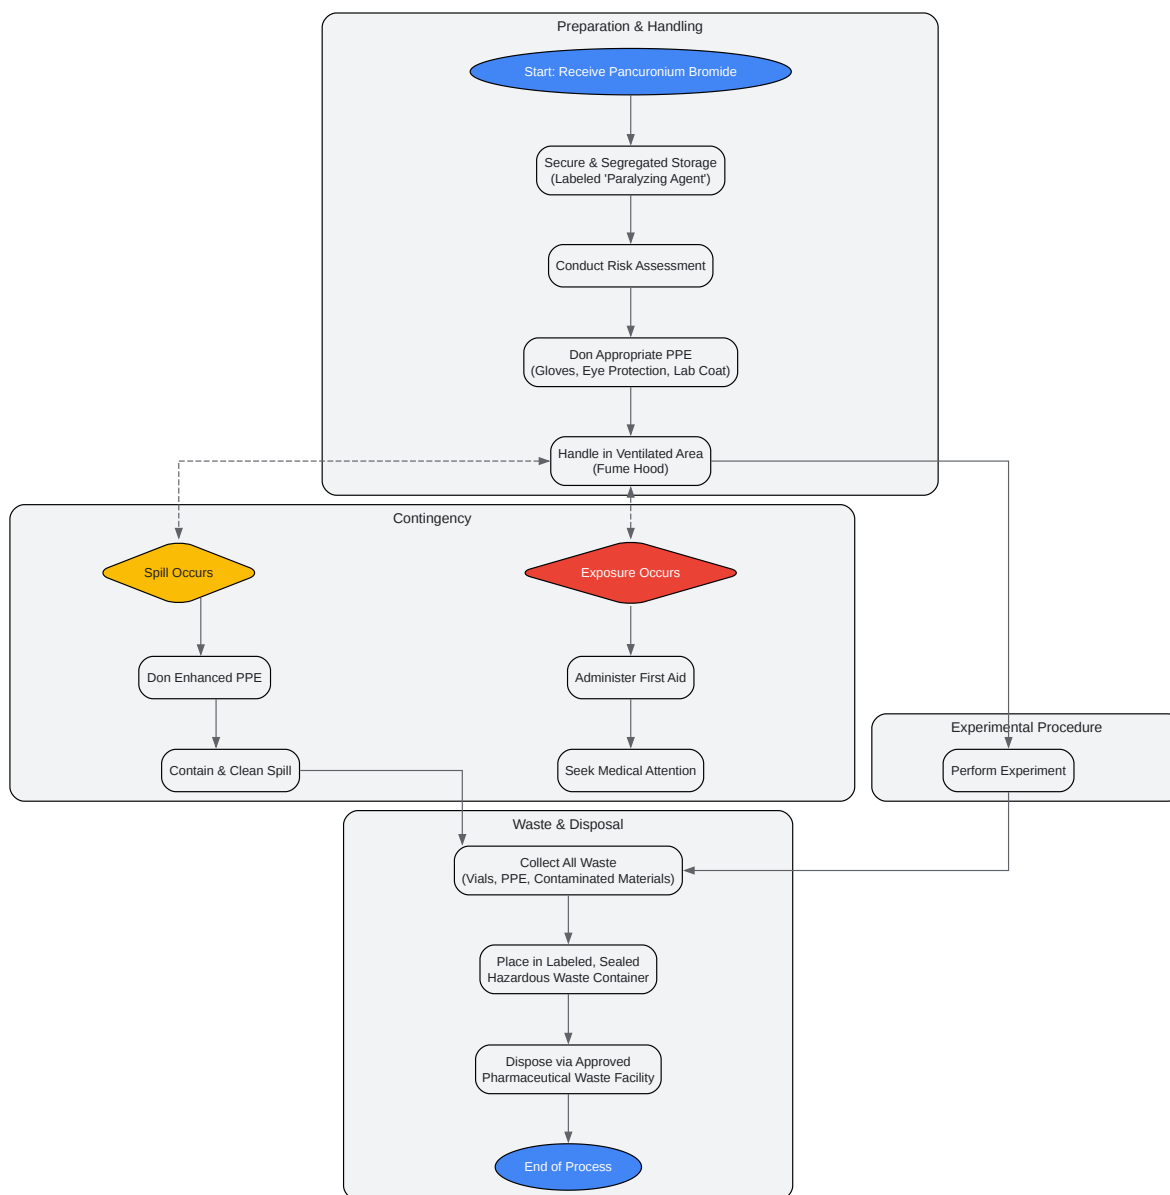 Preparation & Handling
Start: Receive Pancuronium Bromide
Secure & Segregated Storage
(Labeled 'Paralyzing Agent')
Conduct Risk Assessment
Don Appropriate PPE
(Gloves, Eye Protection, Lab Coat)
Handle in Ventilated Area
(Fume Hood)
Contingency
Spill Occurs
Exposure Occurs
Don Enhanced PPE
Administer First Aid
Contain & Clean Spill
Seek Medical Attention
Experimental Procedure
Perform Experiment
Waste & Disposal
Collect All Waste
(Vials, PPE, Contaminated Materials)
Place in Labeled, Sealed
Hazardous Waste Container
Dispose via Approved
Pharmaceutical Waste Facility
End of Process